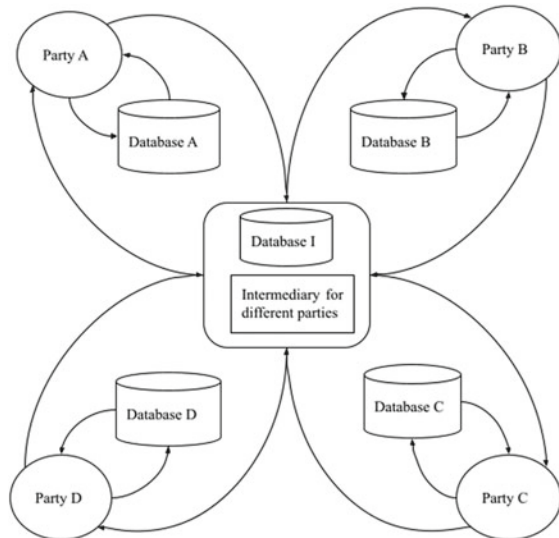 Party A
Party B
Database A
Database B
Database I
Intermediary for
different parties
Database D
Database C
Party D
Party C